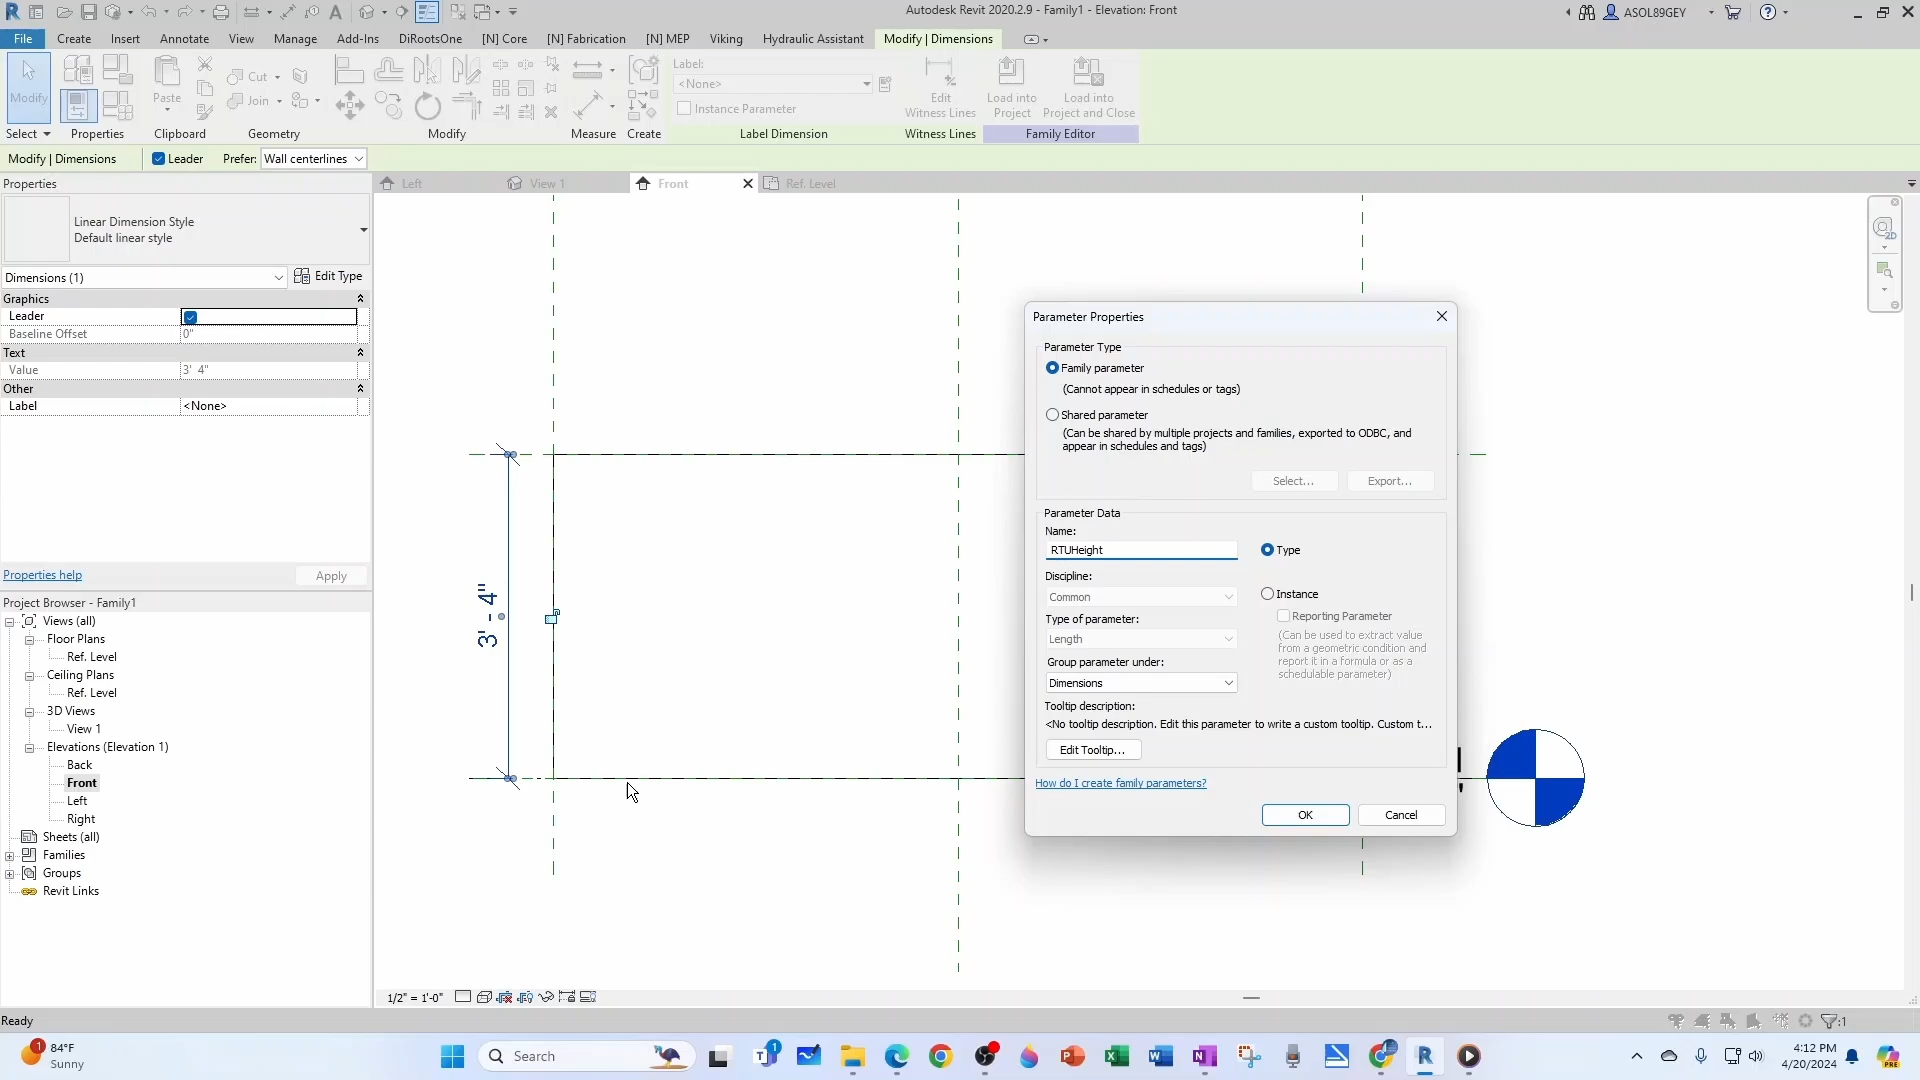 Autodesk Revit 2020.2.9 - Family1 - Elevation: Front
ASOL89GEY
File Create Insert Annotate View Manage Add-Ins DiRootsOne [N] Core [N] Fabrication [N] MEP Viking Hydraulic Assistant Modify | Dimensions
Modify
Paste
Cut
Join
Label:
<None>
Instance Parameter
Edit
Witness Lines
Load into
Project
Load into
Project and Close
Select Properties Clipboard Geometry Modify Measure Create Label Dimension Witness Lines Family Editor
Modify | Dimensions Leader Prefer: Wall centerlines
Properties
Left View 1 Front Ref. Level
Linear Dimension Style
Default linear style
Dimensions (1) Edit Type
Graphics
Leader
Baseline Offset 0"
Text
Value 3' 4"
Other
Label <None>
Properties help Apply
Project Browser - Family1
Views (all)
Floor Plans
Ref. Level
Ceiling Plans
Ref. Level
3D Views
View 1
Elevations (Elevation 1)
Back
Front
Left
Right
Sheets (all)
Families
Groups
Revit Links
3' - 4"
2D
Parameter Properties
Parameter Type
Family parameter
(Cannot appear in schedules or tags)
Shared parameter
(Can be shared by multiple projects and families, exported to ODBC, and
appear in schedules and tags)
Select... Export...
Parameter Data
Name:
RTUHeight
Type
Discipline:
Common
Instance
Reporting Parameter
(Can be used to extract value
from a geometric condition and
report it in a formula or as a
schedulable parameter)
Type of parameter:
Length
Group parameter under:
Dimensions
Tooltip description:
<No tooltip description. Edit this parameter to write a custom tooltip. Custom t...
Edit Tooltip...
How do I create family parameters?
OK Cancel
1/2" = 1'-0"
Ready
:1
84°F
Sunny
Search
4:12 PM
4/20/2024